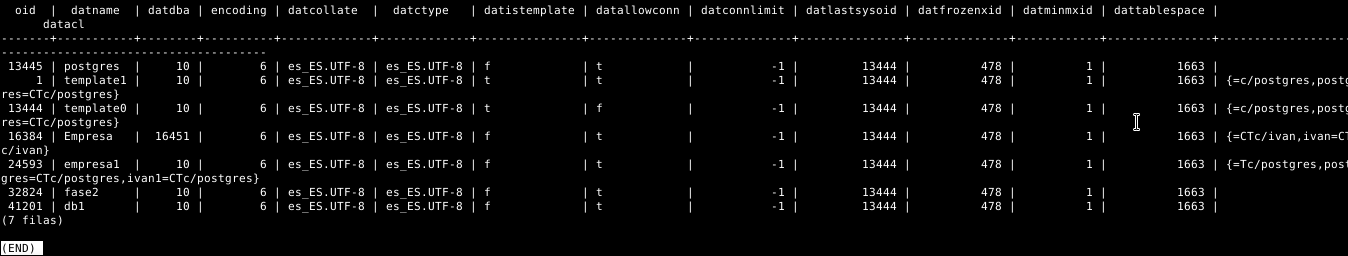 oid  |  datname  | datdba | encoding | datcollate  |  datctype   | datistemplate | datallowconn | datconnlimit | datlastsysoid | datfrozenxid | datminmxid | dattablespace |
      datacl
-------+-----------+--------+----------+-------------+-------------+---------------+--------------+--------------+---------------+--------------+------------+---------------+-------------------
---------------------------------------
 13445 | postgres  |     10 |        6 | es_ES.UTF-8 | es_ES.UTF-8 | f             | t            |           -1 |         13444 |          478 |          1 |          1663 |
     1 | template1 |     10 |        6 | es_ES.UTF-8 | es_ES.UTF-8 | t             | t            |           -1 |         13444 |          478 |          1 |          1663 | {=c/postgres,postg
res=CTc/postgres}
 13444 | template0 |     10 |        6 | es_ES.UTF-8 | es_ES.UTF-8 | t             | f            |           -1 |         13444 |          478 |          1 |          1663 | {=c/postgres,postg
res=CTc/postgres}
 16384 | Empresa   |  16451 |        6 | es_ES.UTF-8 | es_ES.UTF-8 | f             | t            |           -1 |         13444 |          478 |          1 |          1663 | {=CTc/ivan,ivan=CT
c/ivan}
 24593 | empresa1  |     10 |        6 | es_ES.UTF-8 | es_ES.UTF-8 | f             | t            |           -1 |         13444 |          478 |          1 |          1663 | {=Tc/postgres,post
gres=CTc/postgres,ivan1=CTc/postgres}
 32824 | fase2     |     10 |        6 | es_ES.UTF-8 | es_ES.UTF-8 | f             | t            |           -1 |         13444 |          478 |          1 |          1663 |
 41201 | db1       |     10 |        6 | es_ES.UTF-8 | es_ES.UTF-8 | f             | t            |           -1 |         13444 |          478 |          1 |          1663 |
(7 filas)
(END)